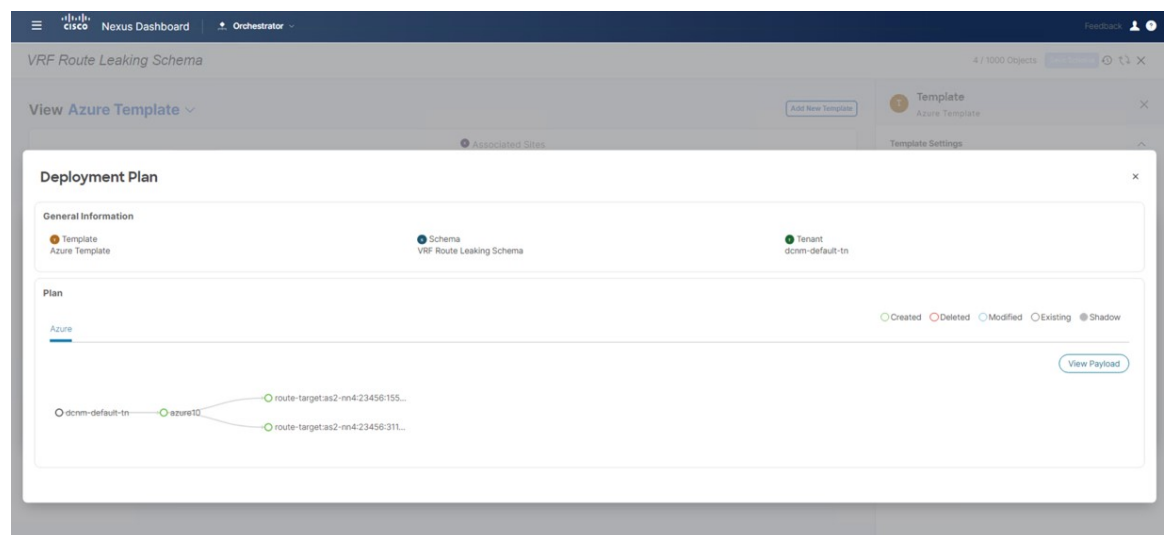 cisco Nexus Dashboard Orchestrator Feedback
VRF Route Leaking Schema 4 / 1000 Objects
View Azure Template Add New Template
Template
Azure Template
Associated Sites Template Settings
Deployment Plan
General Information
Template Schema Tenant
Azure Template VRF Route Leaking Schema dcnm-default-tn
Plan
Created Deleted Modified Existing Shadow
Azure
View Payload
route-target:as2-nn4:23456:155...
dcnm-default-tn azure10
route-target:as2-nn4:23456:311...